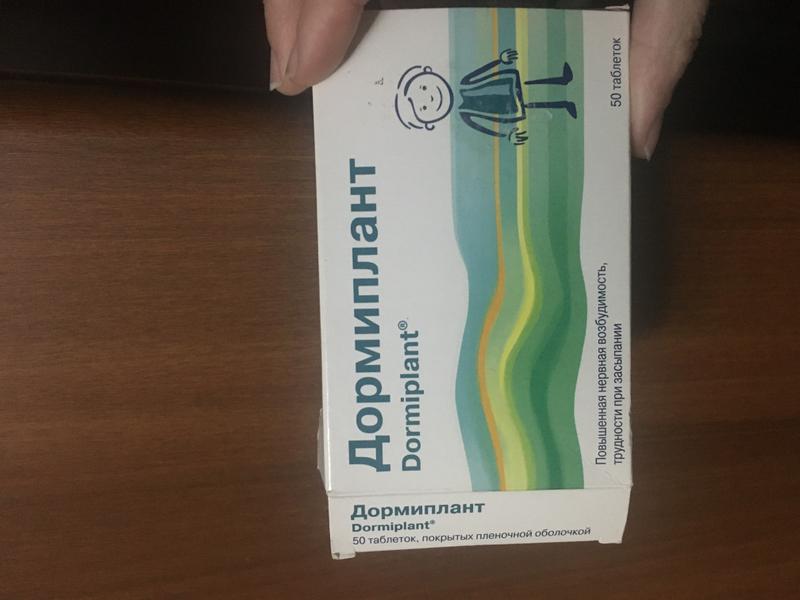 50 таблеток
Дормиплант
Dormiplant®
Повышенная нервная возбудимость,
трудности при засыпании
Дормиплант
Dormiplant®
50 таблеток, покрытых пленочной оболочкой